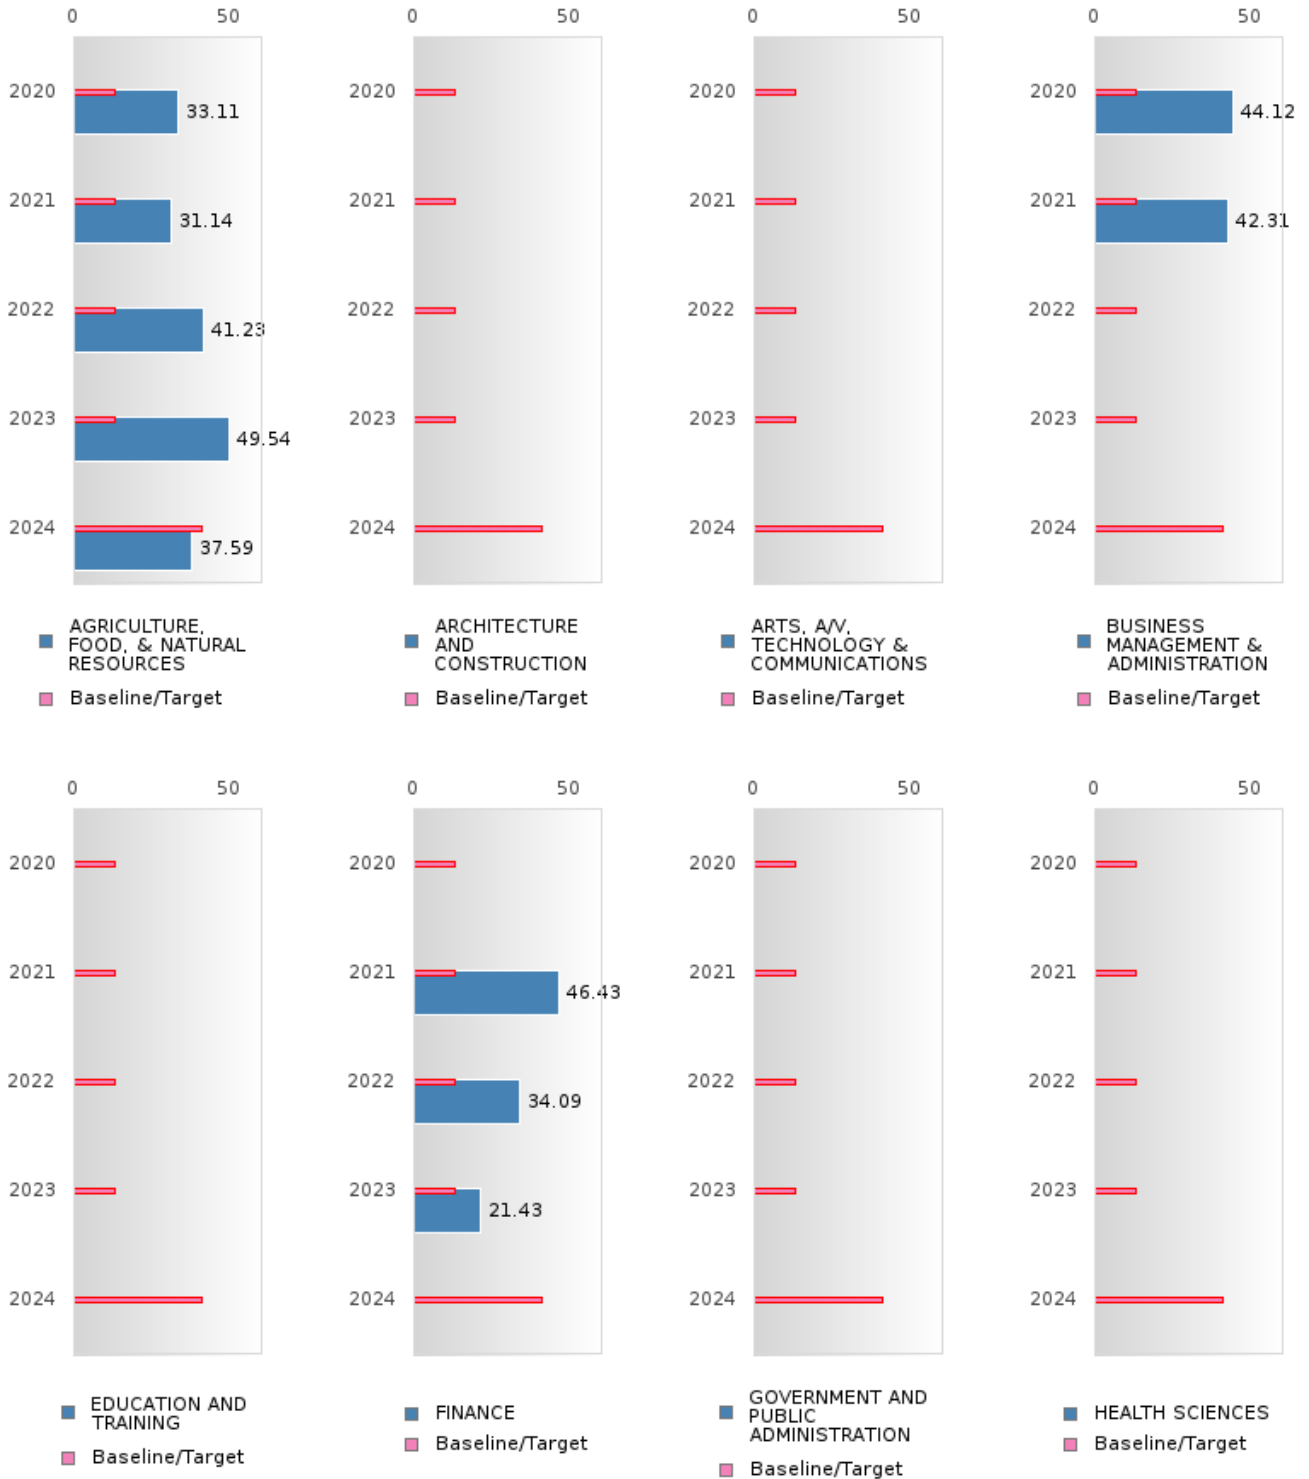 0 50 0 50 0 50 0 50
2020 33.11 2020 2020 2020 44.12
2021 31.14 2021 2021 2021 42.31
2022 41.23 2022 2022 2022
2023 49.54 2023 2023 2023
2024 37.59 2024 2024 2024
AGRICULTURE,
FOOD, & NATURAL
RESOURCES
Baseline/Target
ARCHITECTURE
AND
CONSTRUCTION
Baseline/Target
ARTS, A/V,
TECHNOLOGY &
COMMUNICATIONS
Baseline/Target
BUSINESS
MANAGEMENT &
ADMINISTRATION
Baseline/Target
0 50 0 50 0 50 0 50
2020 2020 2020 2020
2021 2021 46.43 2021 2021
2022 2022 34.09 2022 2022
2023 2023 21.43 2023 2023
2024 2024 2024 2024
EDUCATION AND
TRAINING
Baseline/Target
FINANCE
Baseline/Target
GOVERNMENT AND
PUBLIC
ADMINISTRATION
Baseline/Target
HEALTH SCIENCES
Baseline/Target